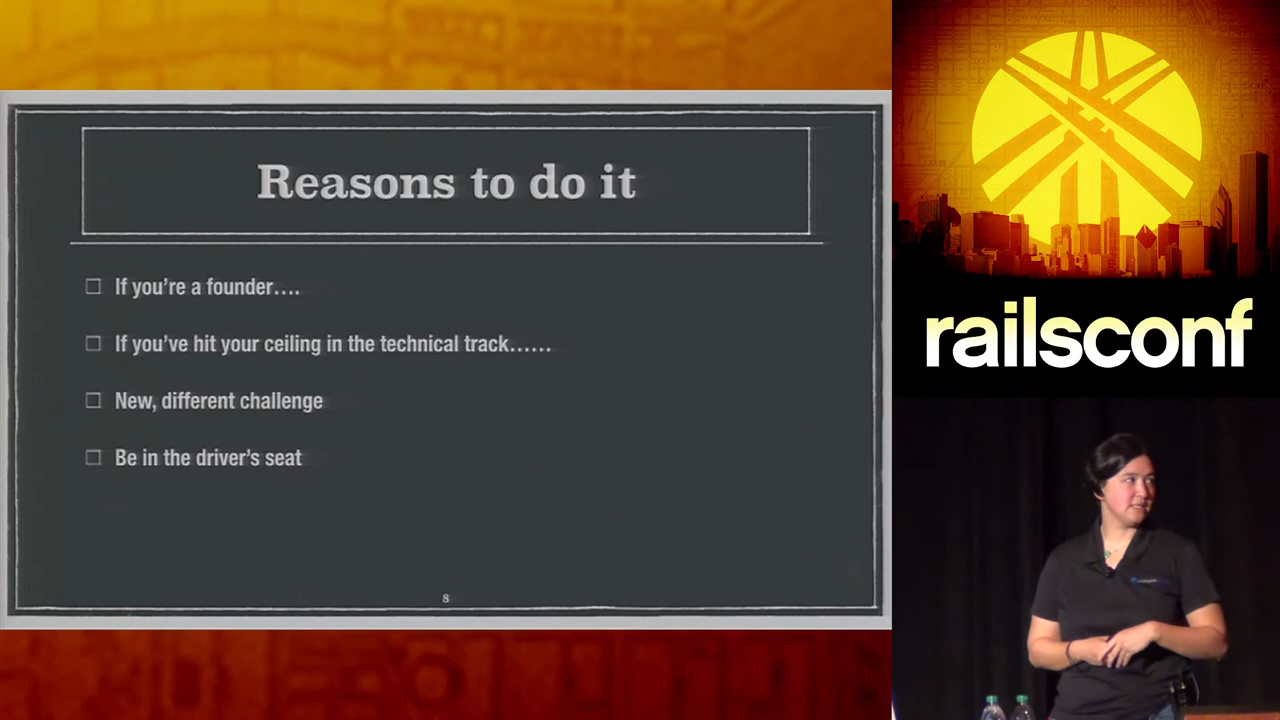 Reasons to do it
☐ If you’re a founder….
☐ If you’ve hit your ceiling in the technical track……
☐ New, different challenge
☐ Be in the driver’s seat
8
railsconf